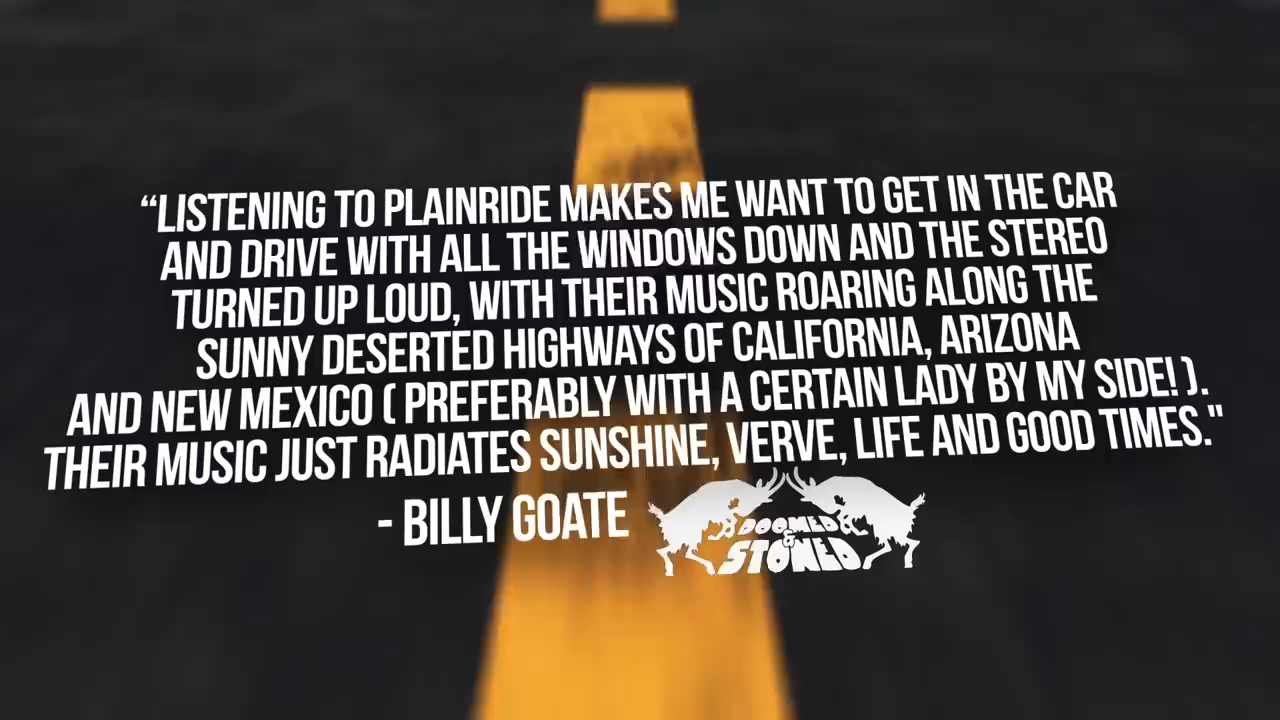 “LISTENING TO PLAINRIDE MAKES ME WANT TO GET IN THE CAR
AND DRIVE WITH ALL THE WINDOWS DOWN AND THE STEREO
TURNED UP LOUD, WITH THEIR MUSIC ROARING ALONG THE
SUNNY DESERTED HIGHWAYS OF CALIFORNIA, ARIZONA
AND NEW MEXICO ( PREFERABLY WITH A CERTAIN LADY BY MY SIDE! ).
THEIR MUSIC JUST RADIATES SUNSHINE, VERVE, LIFE AND GOOD TIMES."
- BILLY GOATE
DOOMED
&
STONED